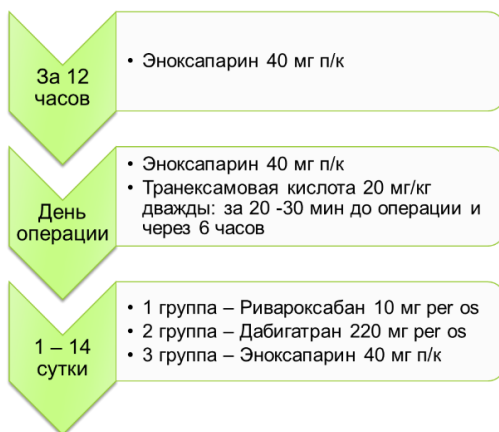 За 12
часов
• Эноксапарин 40 мг п/к
День
операции
• Эноксапарин 40 мг п/к
• Транексамовая кислота 20 мг/кг
дважды: за 20 -30 мин до операции и
через 6 часов
1 – 14
сутки
• 1 группа – Ривароксабан 10 мг per os
• 2 группа – Дабигатран 220 мг per os
• 3 группа – Эноксапарин 40 мг п/к